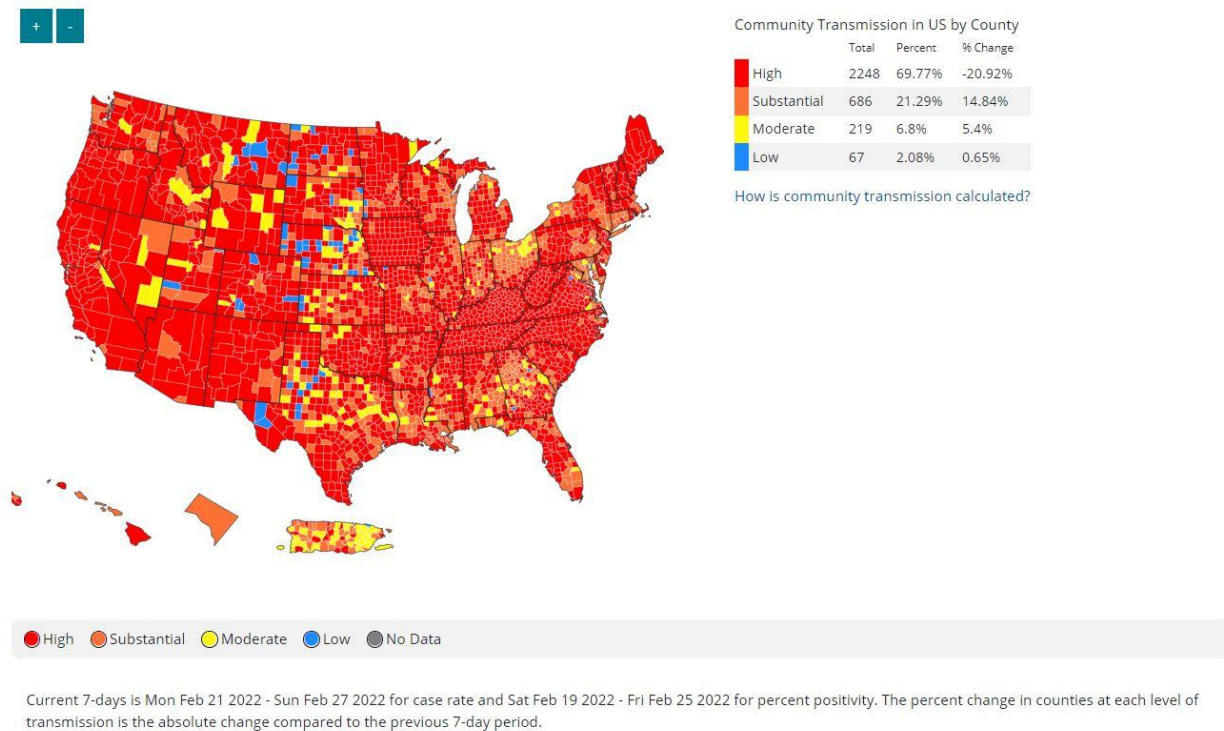 + -
Community Transmission in US by County
Total Percent % Change
High 2248 69.77% -20.92%
Substantial 686 21.29% 14.84%
Moderate 219 6.8% 5.4%
Low 67 2.08% 0.65%
How is community transmission calculated?
High Substantial Moderate Low No Data
Current 7-days is Mon Feb 21 2022 - Sun Feb 27 2022 for case rate and Sat Feb 19 2022 - Fri Feb 25 2022 for percent positivity. The percent change in counties at each level of
transmission is the absolute change compared to the previous 7-day period.